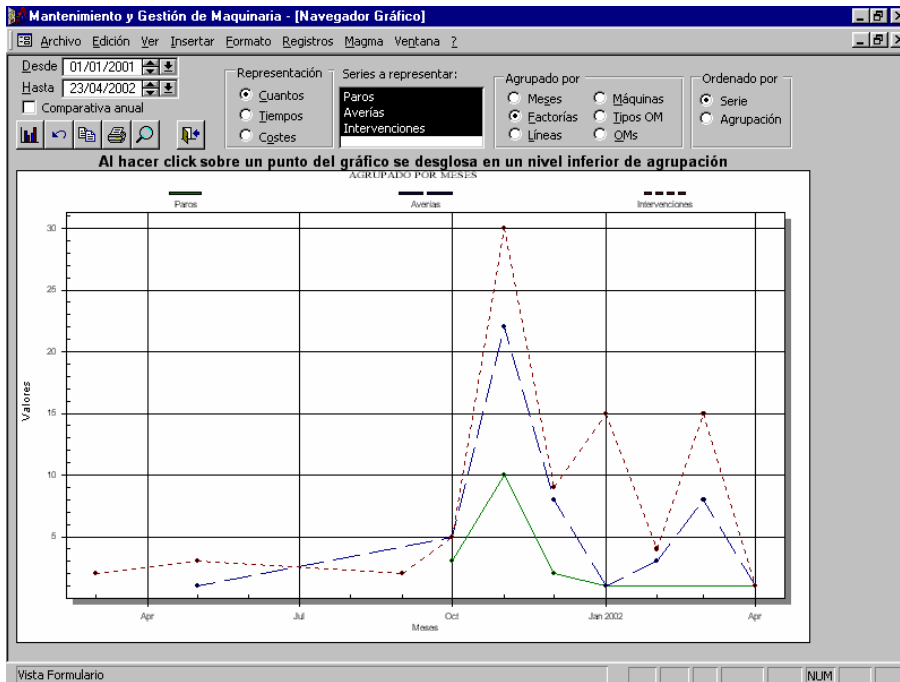 Mantenimiento y Gestión de Maquinaria - [Navegador Gráfico]
Archivo Edición Ver Insertar Formato Registros Magma Ventana ?
Desde 01/01/2001
Hasta 23/04/2002
Comparativa anual
Representación
Cuantos
Tiempos
Costes
Series a representar:
Paros
Averías
Intervenciones
Agrupado por
Meses
Factorías
Líneas
Máquinas
Tipos OM
OMs
Ordenado por
Serie
Agrupación
Al hacer click sobre un punto del gráfico se desglosa en un nivel inferior de agrupación
AGRUPADO POR MESES
Paros Averías Intervenciones
30
25
20
15
10
5
Valores
Apr Jul Oct Jan 2002 Apr
Meses
Vista Formulario NUM